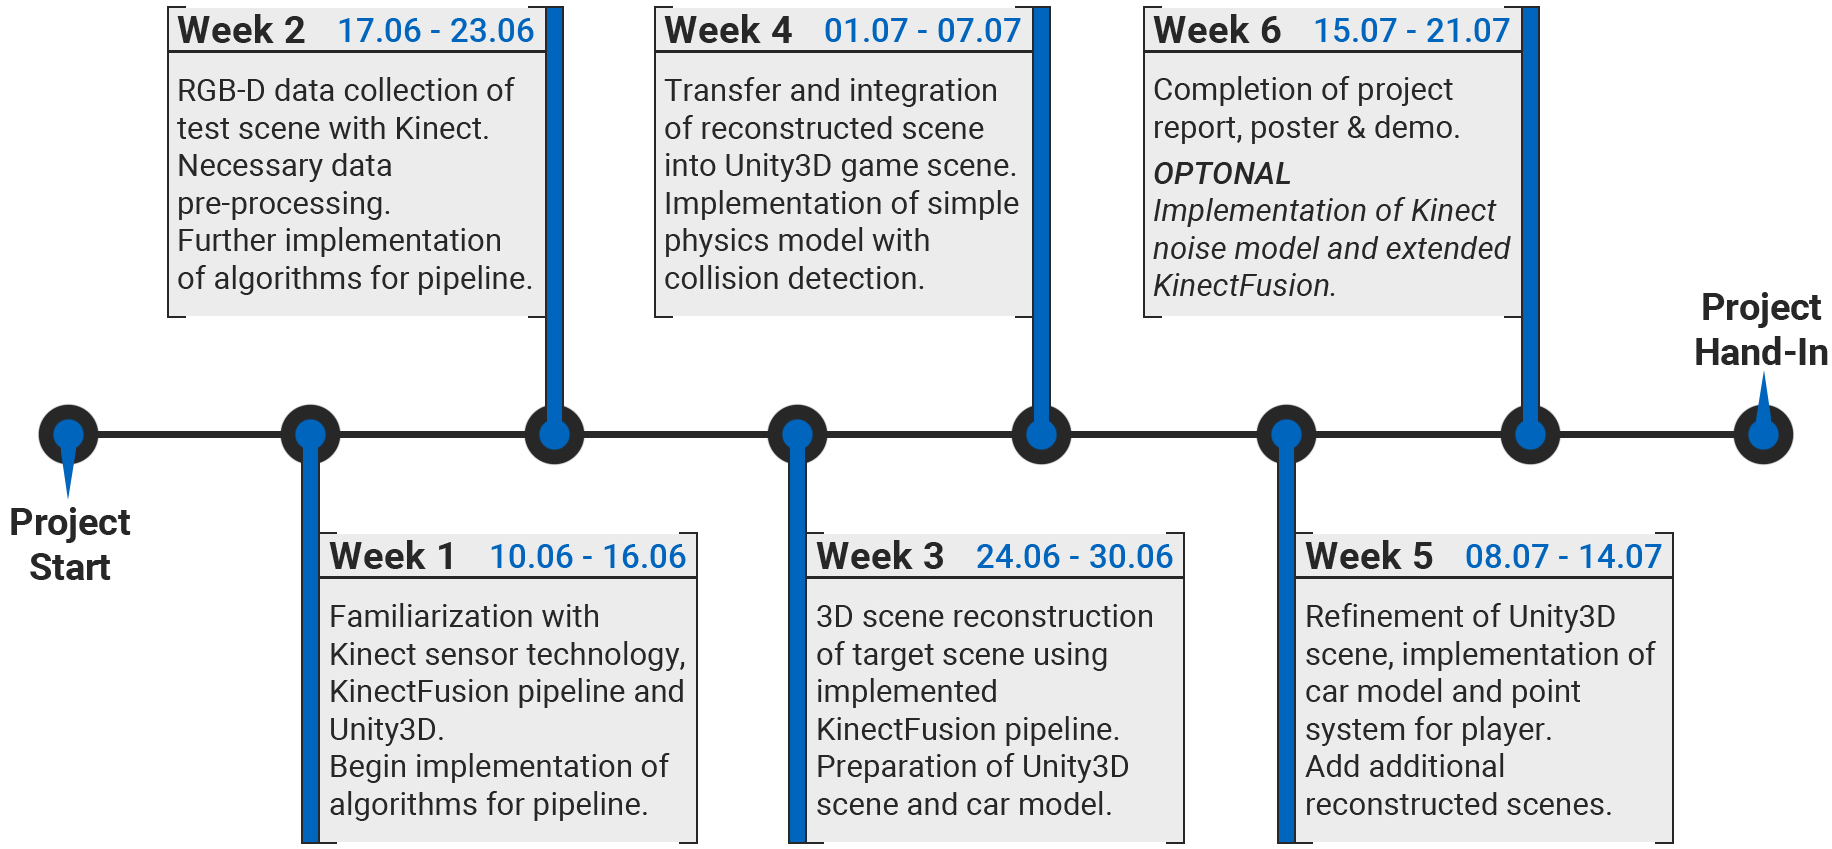 Week 2 17.06 - 23.06
RGB-D data collection of
test scene with Kinect.
Necessary data
pre-processing.
Further implementation
of algorithms for pipeline.
Week 4 01.07 - 07.07
Transfer and integration
of reconstructed scene
into Unity3D game scene.
Implementation of simple
physics model with
collision detection.
Week 6 15.07 - 21.07
Completion of project
report, poster & demo.
OPTONAL
Implementation of Kinect
noise model and extended
KinectFusion.
Project
Hand-In
Project
Start
Week 1 10.06 - 16.06
Familiarization with
Kinect sensor technology,
KinectFusion pipeline and
Unity3D.
Begin implementation of
algorithms for pipeline.
Week 3 24.06 - 30.06
3D scene reconstruction
of target scene using
implemented
KinectFusion pipeline.
Preparation of Unity3D
scene and car model.
Week 5 08.07 - 14.07
Refinement of Unity3D
scene, implementation of
car model and point
system for player.
Add additional
reconstructed scenes.